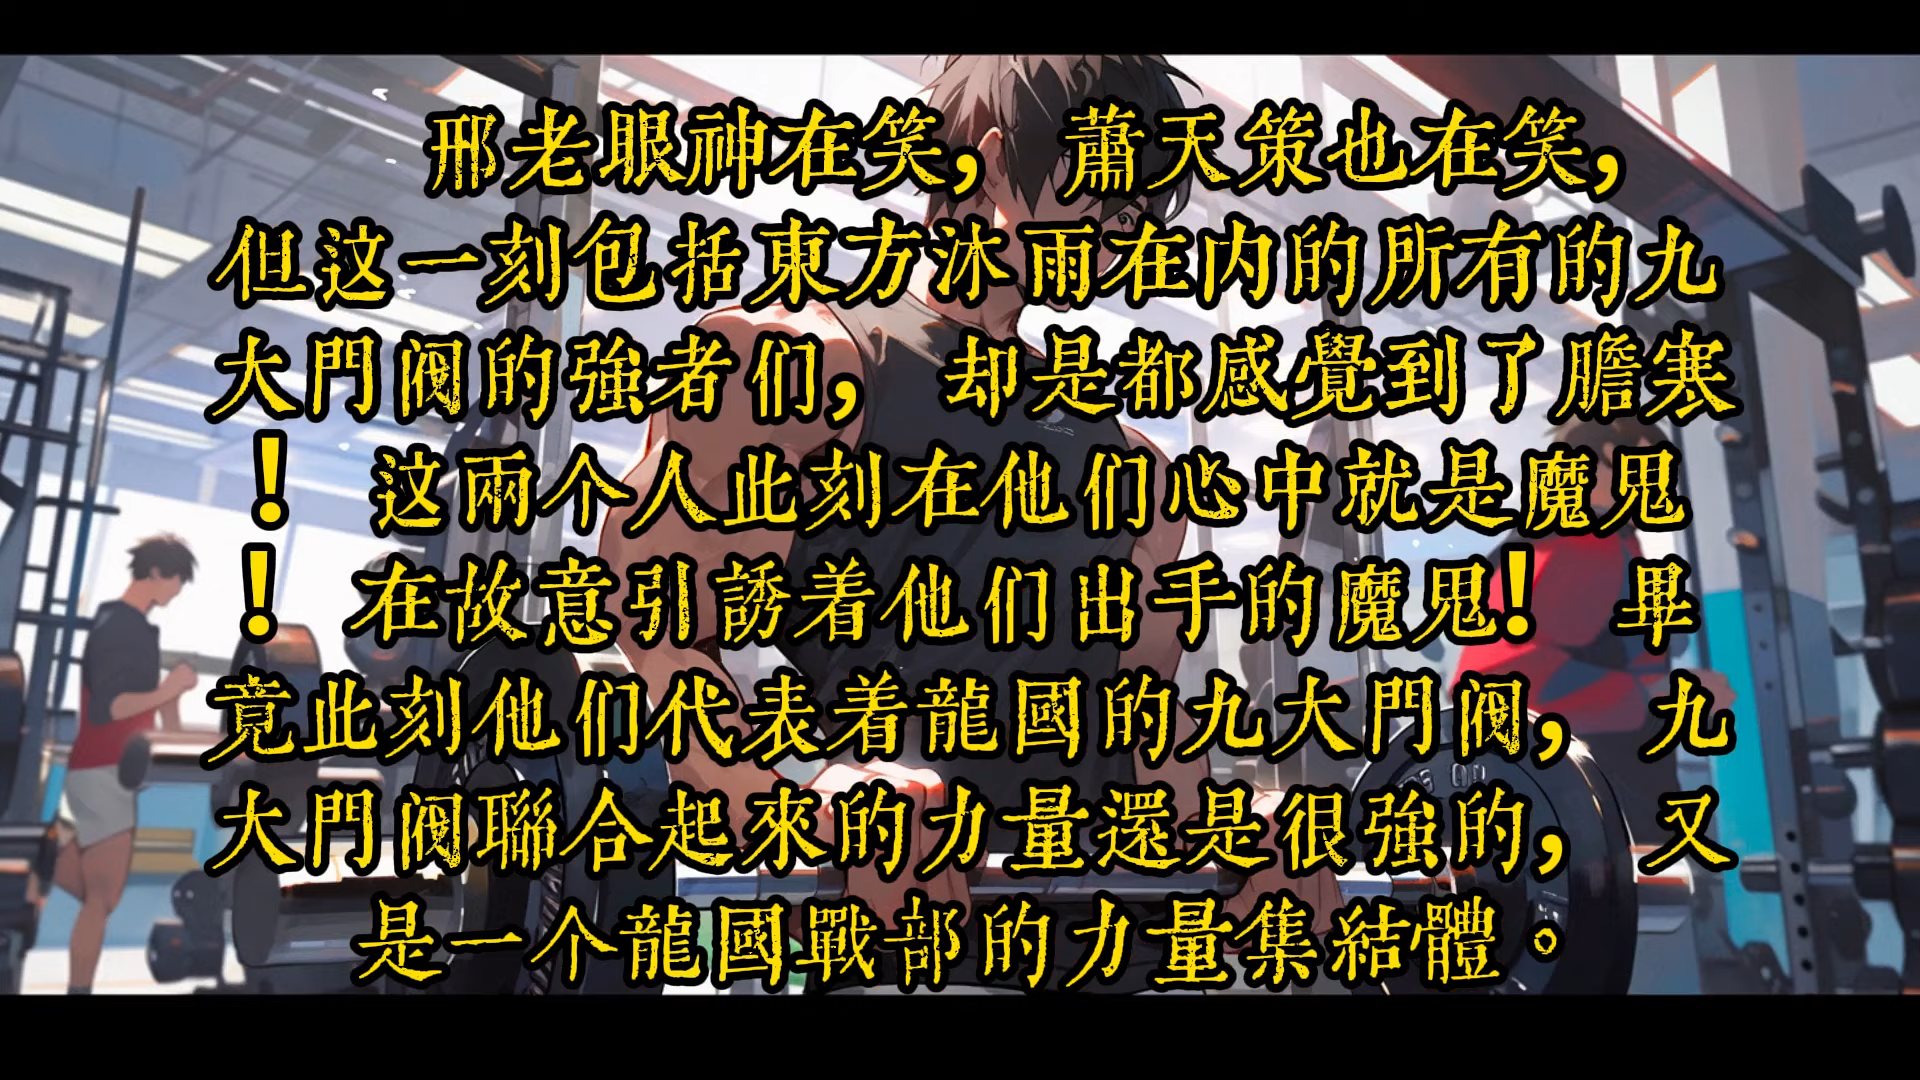 邢老眼神在笑, 蕭天策也在笑,
但这一刻包括東方沐雨在内的所有的九
大門阀的強者们, 却是都感覺到了膽寒
! 这兩个人此刻在他们心中就是魔鬼
! 在故意引誘着他们出手的魔鬼! 畢
竟此刻他们代表着龍國的九大門阀, 九
大門阀聯合起來的力量還是很強的, 又
是一个龍國戰部的力量集結體。